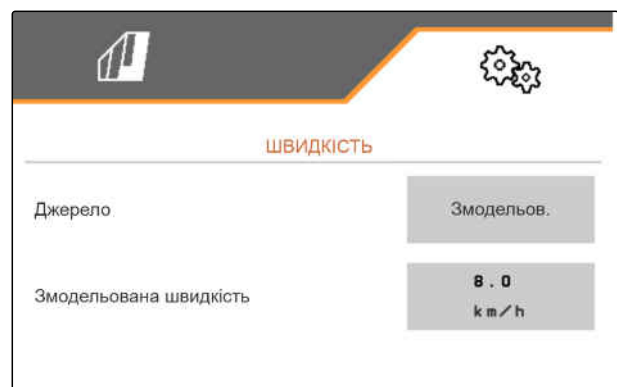 ШВИДКІСТЬ
Джерело
Змодельов.
Змодельована швидкість
8.0
km/h